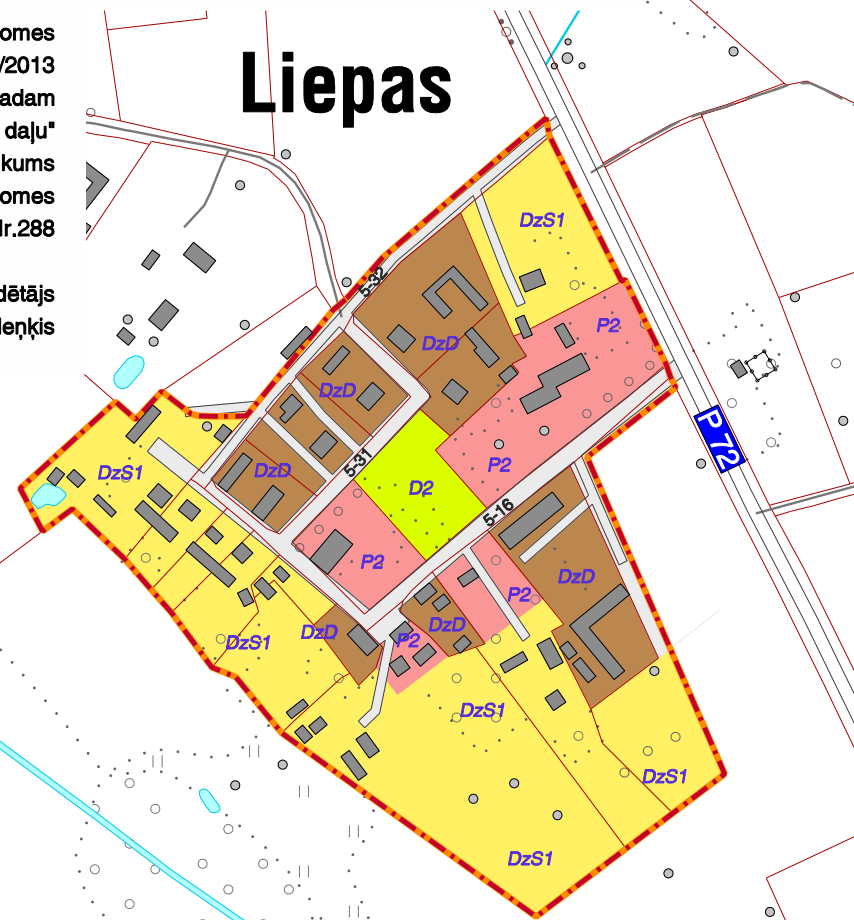 omes
/2013
adam
daļu"
kums
omes
Nr.288
dētājs
leņķis
Liepas
DzS1
5-32
P2
DzD
DzD
P 72
5-31
P2
DzD
DzS1
D2
5-16
P2
DzD
P2
DzD
DzD
P2
DzS1
DzS1
DzS1
DzS1